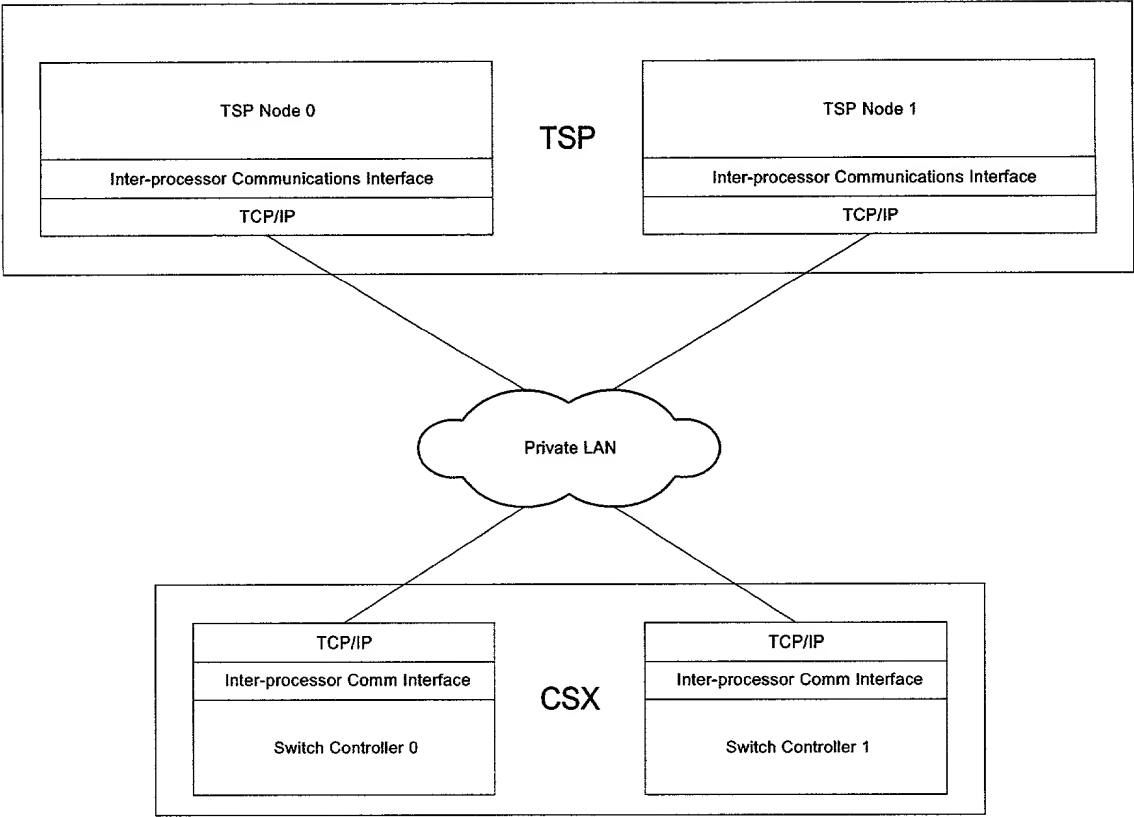 TSP Node 0
TSP Node 1
TSP
Inter-processor Communications Interface
Inter-processor Communications Interface
TCP/IP
TCP/IP
Private LAN
TCP/IP
TCP/IP
Inter-processor Comm Interface
Inter-processor Comm Interface
CSX
Switch Controller 0
Switch Controller 1